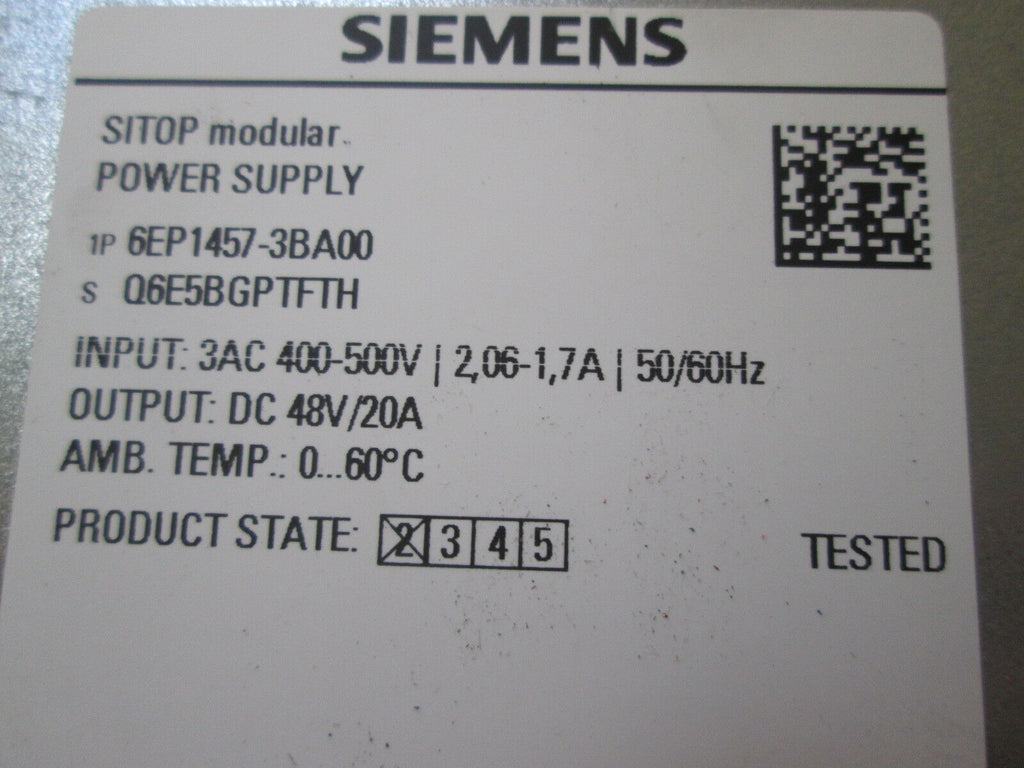 SIEMENS
SITOP modular
POWER SUPPLY
1P 6EP1457-3BA00
S Q6E5BGPTFTH
INPUT: 3AC 400-500V | 2,06-1,7A | 50/60Hz
OUTPUT: DC 48V/20A
AMB. TEMP.: 0...60°C
PRODUCT STATE: 2 3 4 5
TESTED